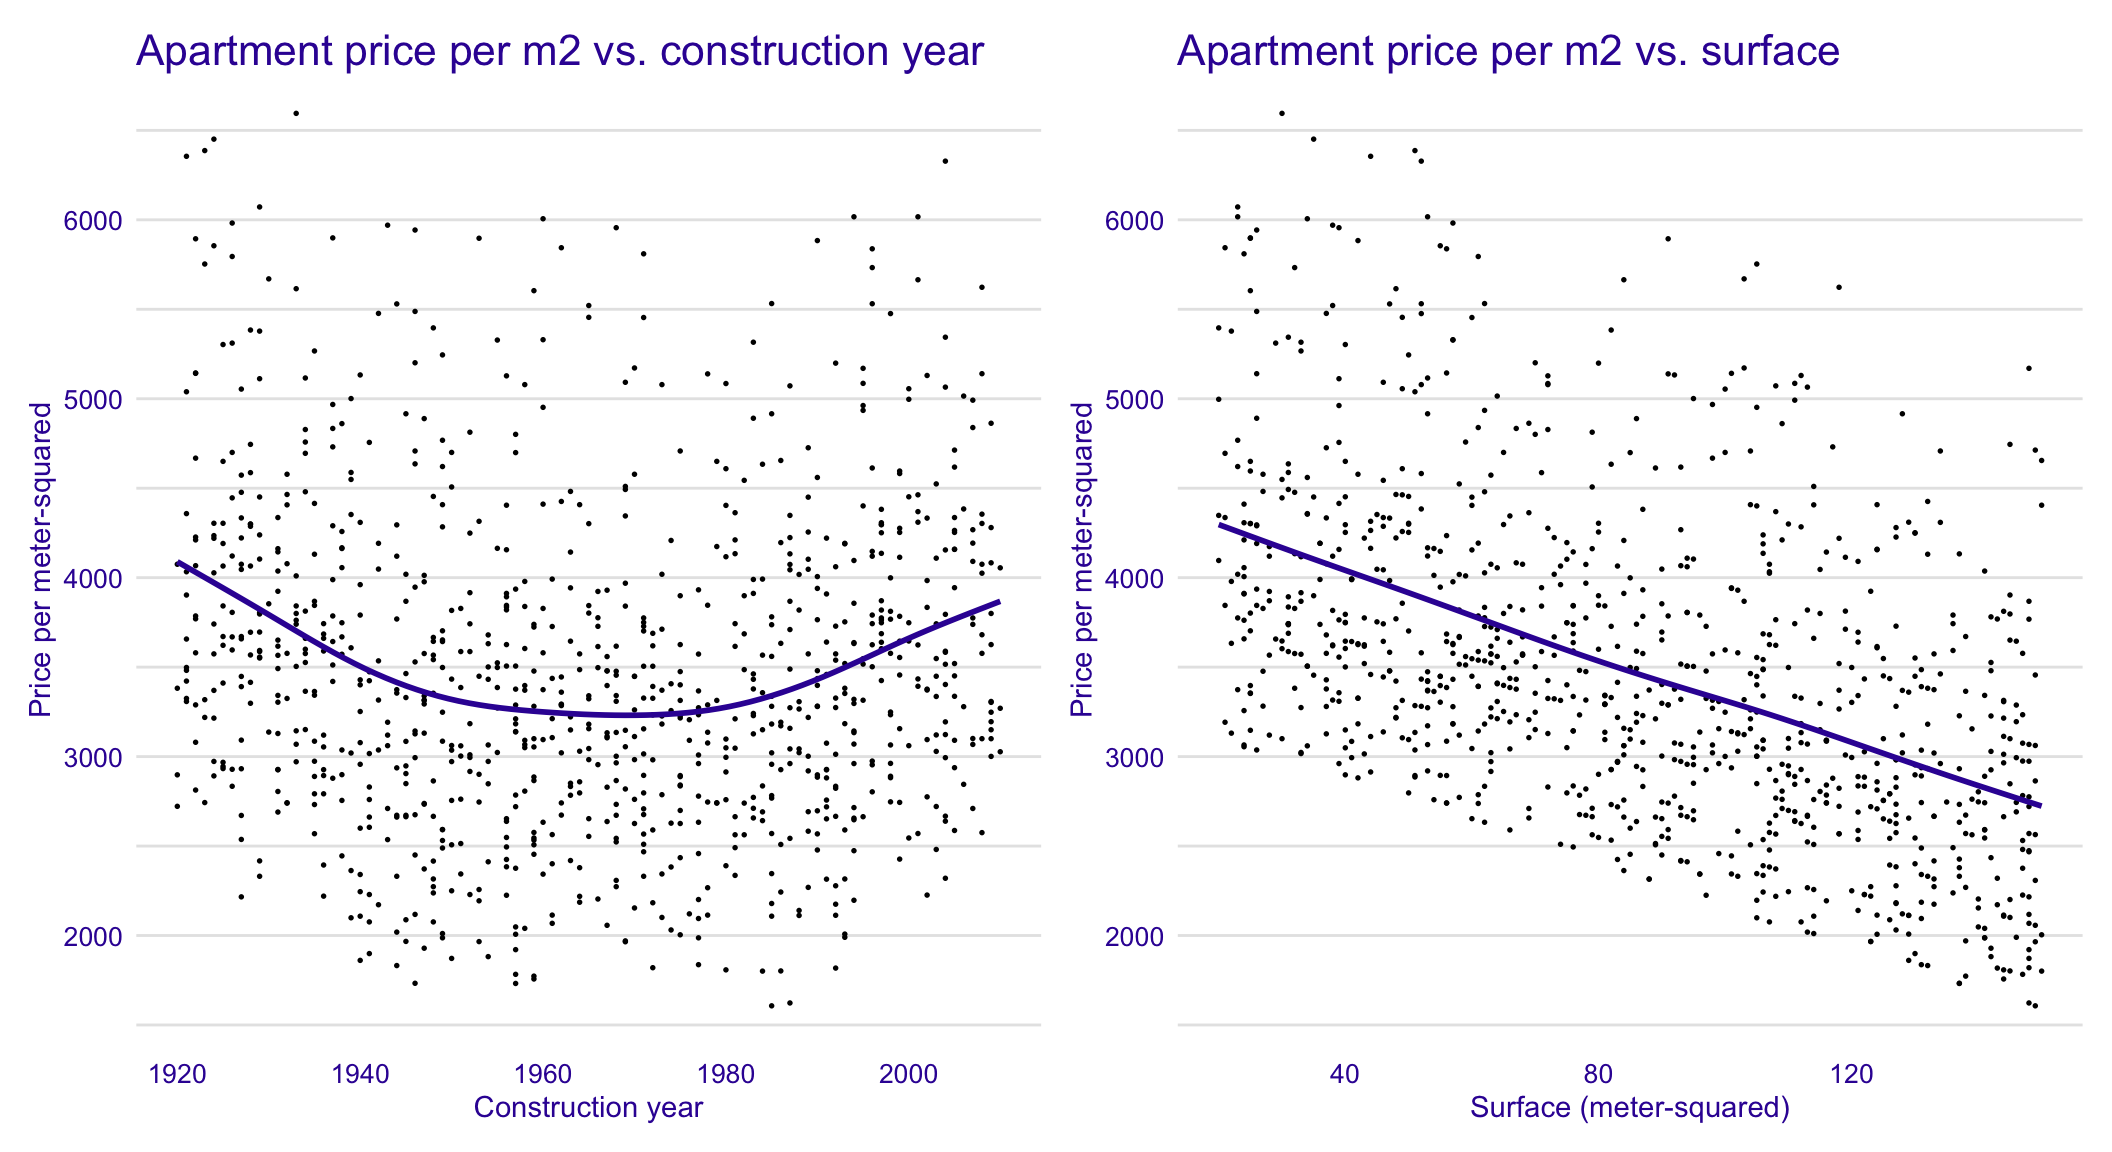 Apartment price per m2 vs. construction year
Price per meter-squared
6000
5000
4000
3000
2000
1920 1940 1960 1980 2000
Construction year
Apartment price per m2 vs. surface
Price per meter-squared
6000
5000
4000
3000
2000
40 80 120
Surface (meter-squared)